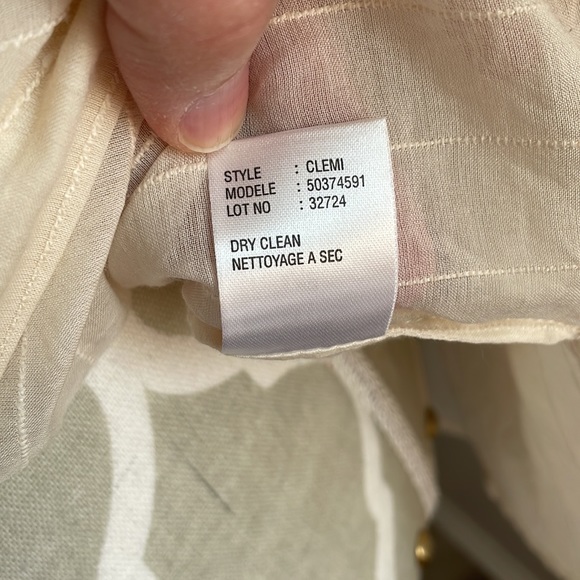 STYLE : CLEMI
MODELE : 50374591
LOT NO : 32724
DRY CLEAN
NETTOYAGE A SEC